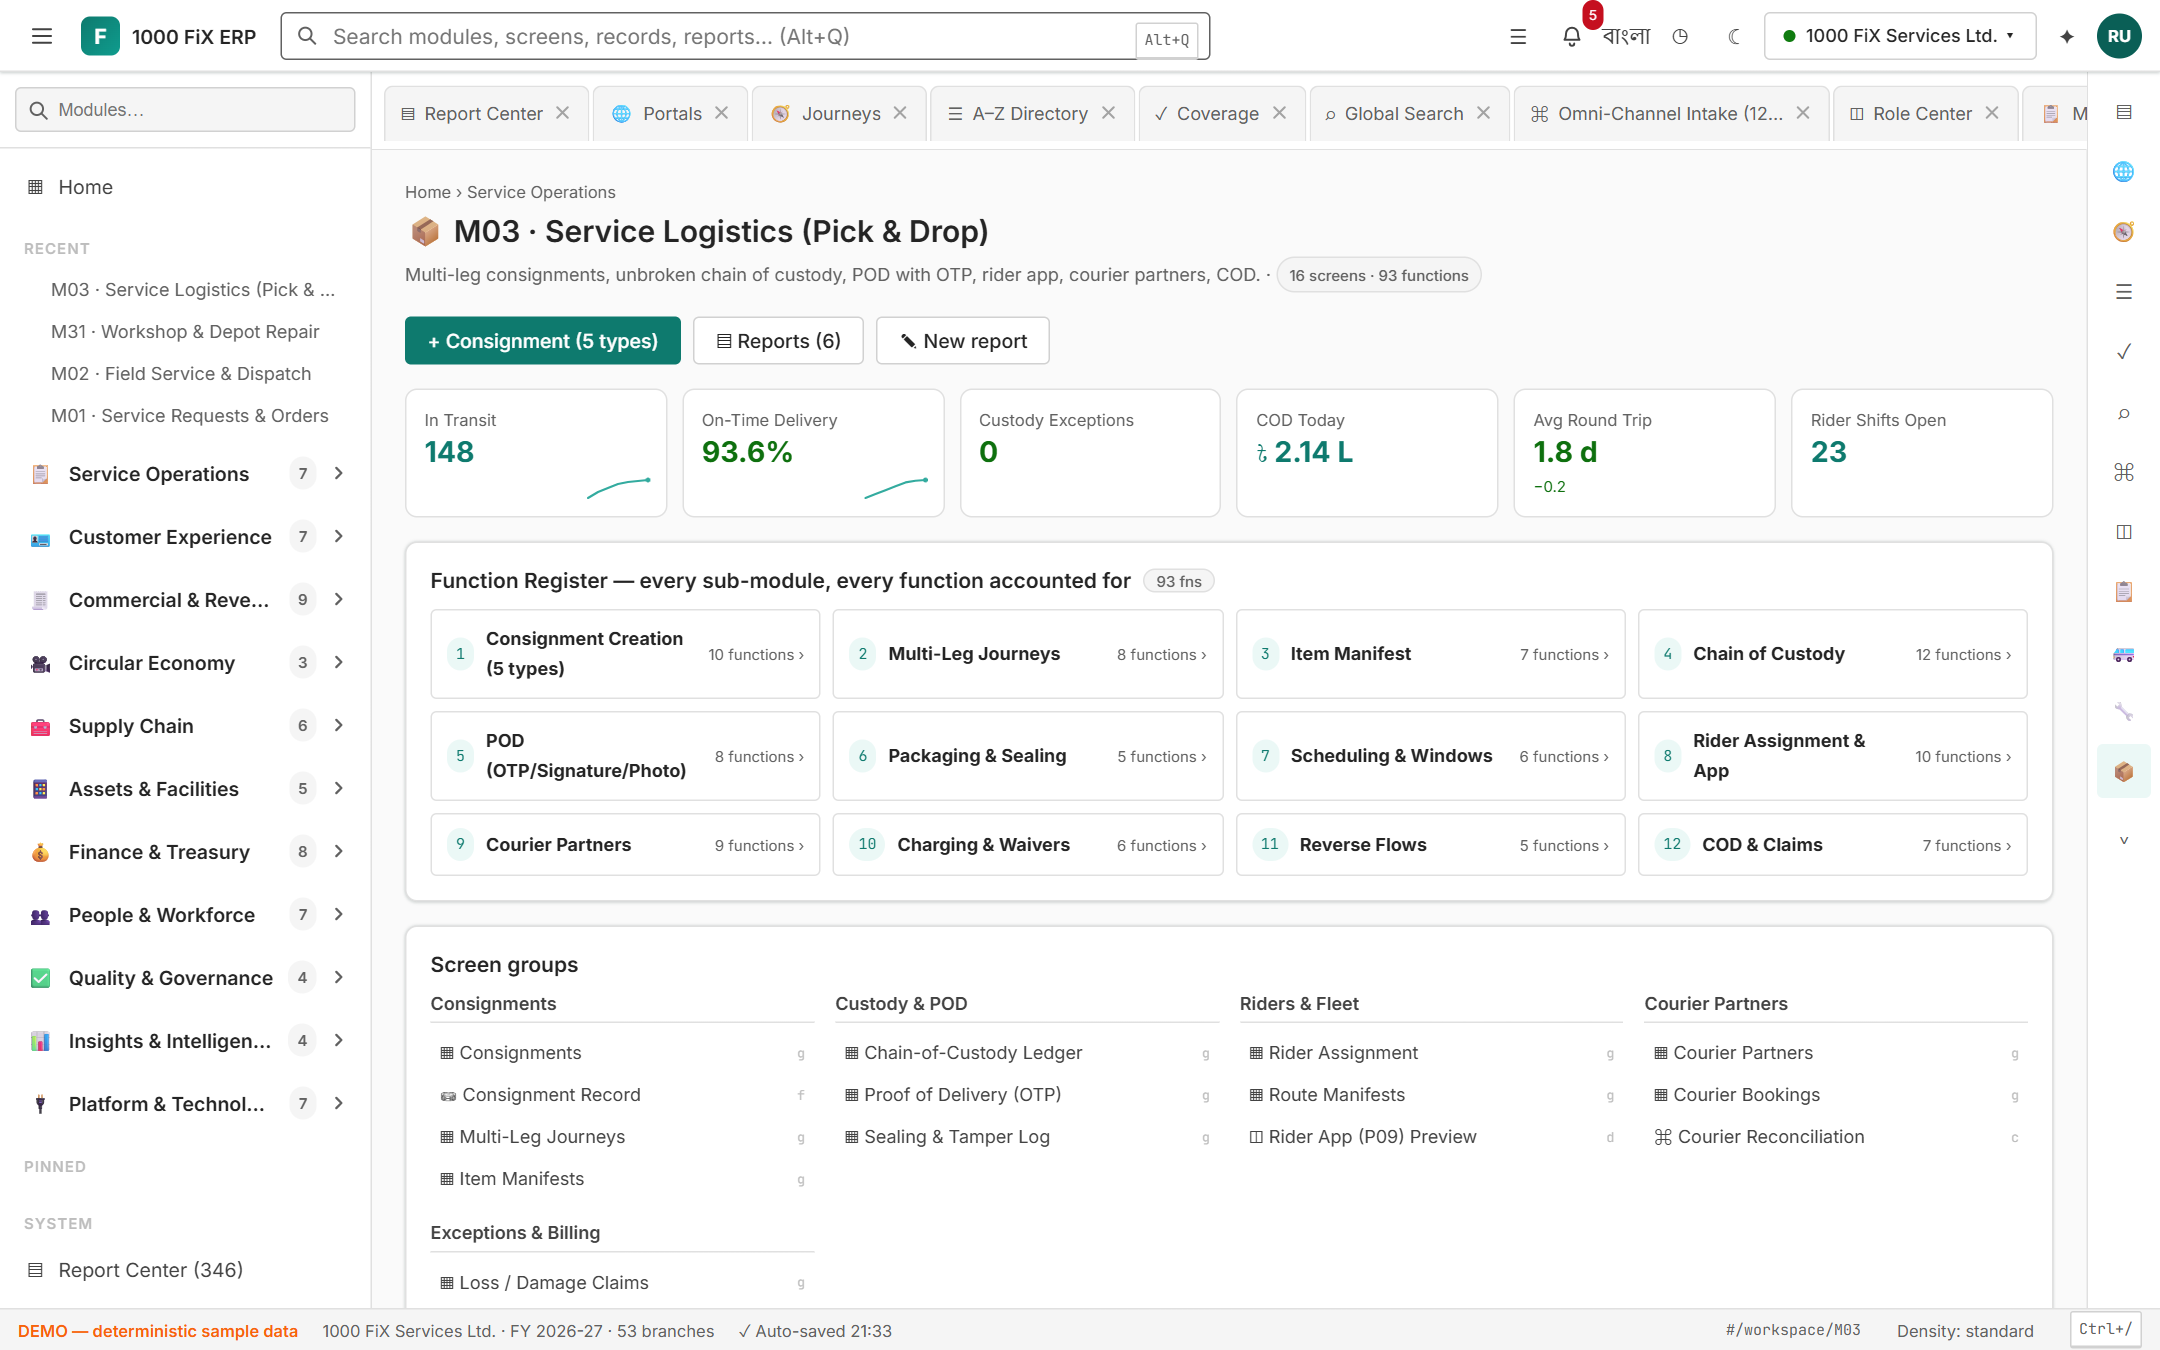 F 1000 FiX ERP
Search modules, screens, records, reports... (Alt+Q)
Alt+Q
5
বাংলা
1000 FiX Services Ltd.
RU
Modules...
Home
RECENT
M03 · Service Logistics (Pick & ...
M31 · Workshop & Depot Repair
M02 · Field Service & Dispatch
M01 · Service Requests & Orders
Service Operations 7
Customer Experience 7
Commercial & Reve... 9
Circular Economy 3
Supply Chain 6
Assets & Facilities 5
Finance & Treasury 8
People & Workforce 7
Quality & Governance 4
Insights & Intelligen... 4
Platform & Technol... 7
PINNED
SYSTEM
Report Center (346)
Report Center
Portals
Journeys
A–Z Directory
Coverage
Global Search
Omni-Channel Intake (12...
Role Center
M
Home › Service Operations
M03 · Service Logistics (Pick & Drop)
Multi-leg consignments, unbroken chain of custody, POD with OTP, rider app, courier partners, COD. · 16 screens · 93 functions
+ Consignment (5 types)
Reports (6)
New report
In Transit
148
On-Time Delivery
93.6%
Custody Exceptions
0
COD Today
৳ 2.14 L
Avg Round Trip
1.8 d
−0.2
Rider Shifts Open
23
Function Register — every sub-module, every function accounted for 93 fns
1 Consignment Creation (5 types) 10 functions ›
2 Multi-Leg Journeys 8 functions ›
3 Item Manifest 7 functions ›
4 Chain of Custody 12 functions ›
5 POD (OTP/Signature/Photo) 8 functions ›
6 Packaging & Sealing 5 functions ›
7 Scheduling & Windows 6 functions ›
8 Rider Assignment & App 10 functions ›
9 Courier Partners 9 functions ›
10 Charging & Waivers 6 functions ›
11 Reverse Flows 5 functions ›
12 COD & Claims 7 functions ›
Screen groups
Consignments
Consignments g
Consignment Record f
Multi-Leg Journeys g
Item Manifests g
Custody & POD
Chain-of-Custody Ledger g
Proof of Delivery (OTP) g
Sealing & Tamper Log g
Riders & Fleet
Rider Assignment g
Route Manifests g
Rider App (P09) Preview d
Courier Partners
Courier Partners g
Courier Bookings g
Courier Reconciliation c
Exceptions & Billing
Loss / Damage Claims g
DEMO — deterministic sample data
1000 FiX Services Ltd. · FY 2026-27 · 53 branches
✓ Auto-saved 21:33
#/workspace/M03
Density: standard
Ctrl+/